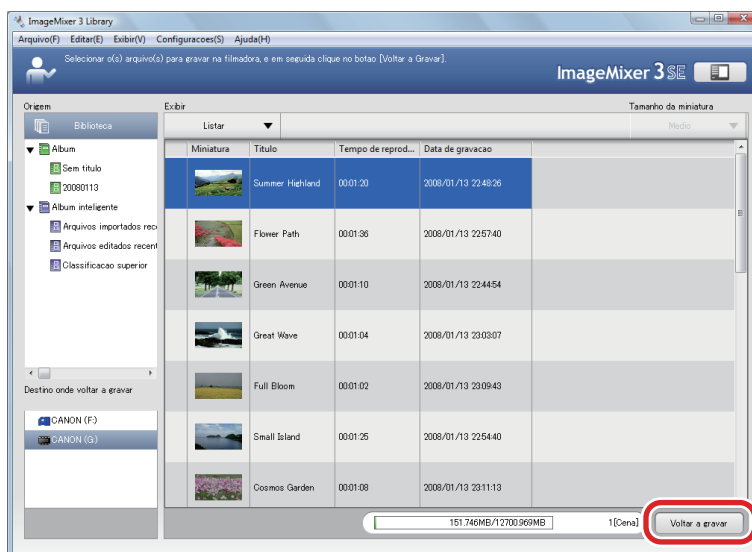 ImageMixer 3 Library
Arquivo(F) Editar(E) Exibir(V) Configuracoes(S) Ajuda(H)
Selecionar o(s) arquivo(s) para gravar na filmadora, e em seguida clique no botao [Voltar a Gravar].
ImageMixer 3 SE
Origem Exibir Tamanho da miniatura
Biblioteca Listar Medio
Miniatura Titulo Tempo de reprod... Data de gravacao
Album
Sem titulo
20080113
Album inteligente
Arquivos importados rec
Arquivos editados recent
Classificacao superior
Summer Highland 00:01:20 2008/01/13 22:48:26
Flower Path 00:01:36 2008/01/13 22:57:40
Green Avenue 00:01:10 2008/01/13 22:44:54
Great Wave 00:01:04 2008/01/13 23:03:07
Full Bloom 00:01:02 2008/01/13 23:09:43
Small Island 00:01:25 2008/01/13 22:54:40
Cosmos Garden 00:01:08 2008/01/13 23:11:13
Destino onde voltar a gravar
CANON (F:)
CANON (G:)
151.746MB/12700.969MB 1[Cena] Voltar a gravar